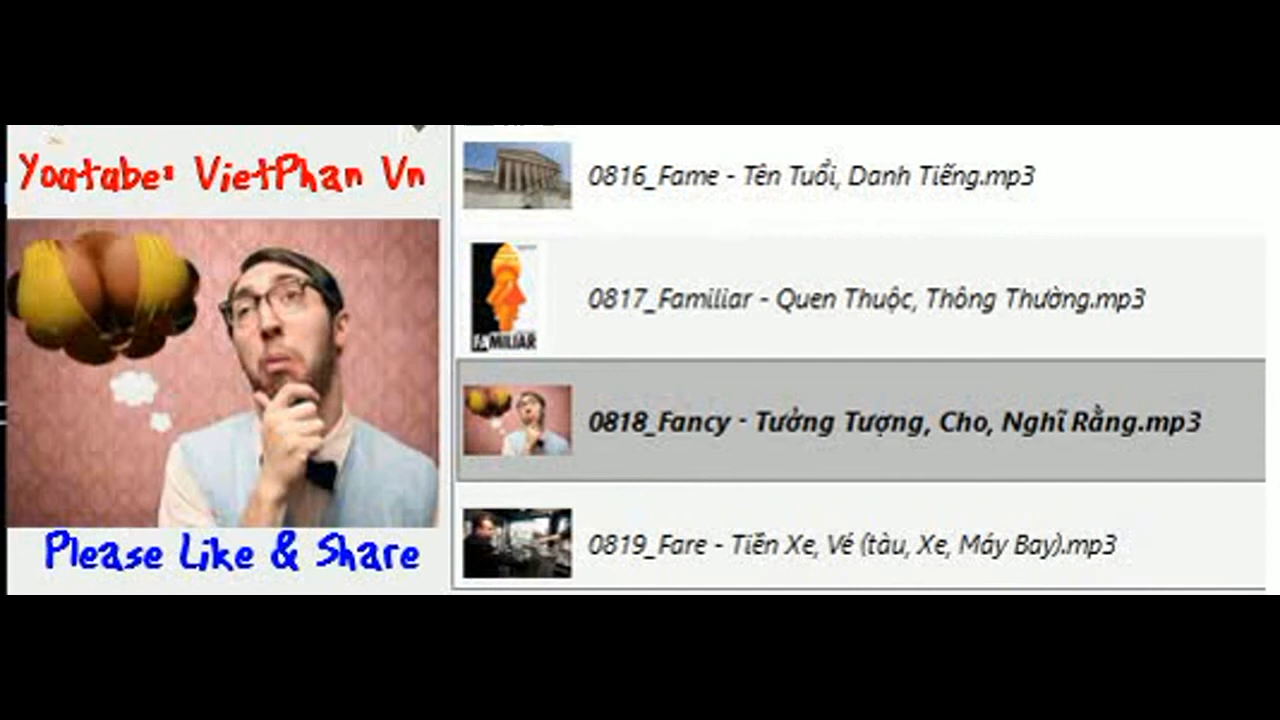 Youtube: VietPhan Vn
Please Like & Share
0816_Fame - Tên Tuổi, Danh Tiếng.mp3
FAMILIAR
0817_Familiar - Quen Thuộc, Thông Thường.mp3
0818_Fancy - Tưởng Tượng, Cho, Nghĩ Rằng.mp3
0819_Fare - Tiền Xe, Vé (tàu, Xe, Máy Bay).mp3